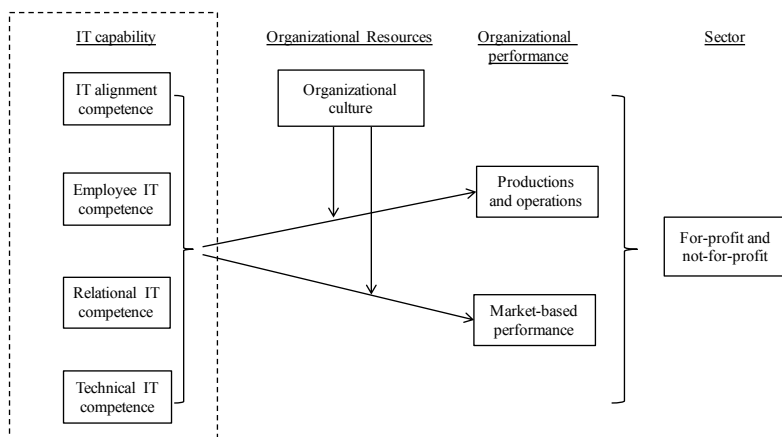 IT capability
Organizational Resources
Organizational
performance
Sector
IT alignment
competence
Organizational
culture
Employee IT
competence
Productions
and operations
For-profit and
not-for-profit
Relational IT
competence
Market-based
performance
Technical IT
competence